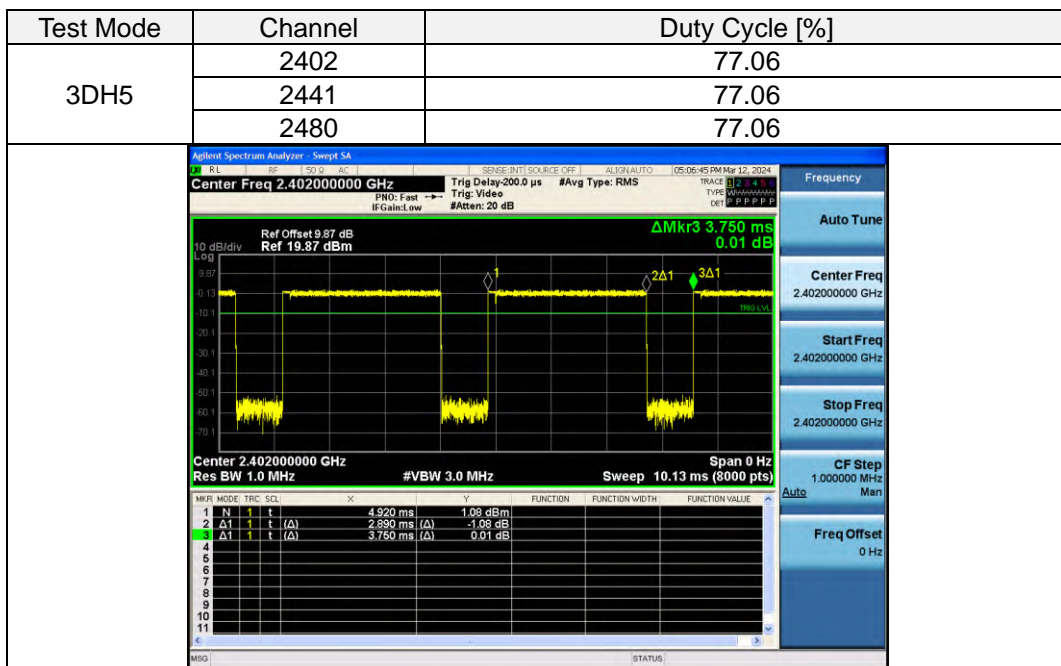 Test Mode Channel Duty Cycle [%]
3DH5
2402 77.06
2441 77.06
2480 77.06
Agilent Spectrum Analyzer - Swept SA
RL RF 50 Ω AC SENSE:INT SOURCE OFF ALIGNAUTO 05:06:45 PM Mar 12, 2024
Center Freq 2.402000000 GHz Trig Delay-200.0 µs #Avg Type: RMS TRACE 1 2 3 4 5 6
PNO: Fast Trig: Video TYPE
IFGain:Low #Atten: 20 dB DET P P P P P P
Frequency
ΔMkr3 3.750 ms
0.01 dB
Ref Offset 9.87 dB
10 dB/div Ref 19.87 dBm
Log
9.87
-0.13
-10.1
-20.1
-30.1
-40.1
-50.1
-60.1
-70.1
1 2Δ1 3Δ1
TRIG LVL
Center 2.402000000 GHz Span 0 Hz
Res BW 1.0 MHz #VBW 3.0 MHz Sweep 10.13 ms (8000 pts)
MKR MODE TRC SCL X Y FUNCTION FUNCTION WIDTH FUNCTION VALUE
1 N 1 t 4.920 ms 1.08 dBm
2 Δ1 1 t (Δ) 2.890 ms (Δ) -1.08 dB
3 Δ1 1 t (Δ) 3.750 ms (Δ) 0.01 dB
4
5
6
7
8
9
10
11
MSG STATUS
Auto Tune
Center Freq
2.402000000 GHz
Start Freq
2.402000000 GHz
Stop Freq
2.402000000 GHz
CF Step
1.000000 MHz
Auto Man
Freq Offset
0 Hz